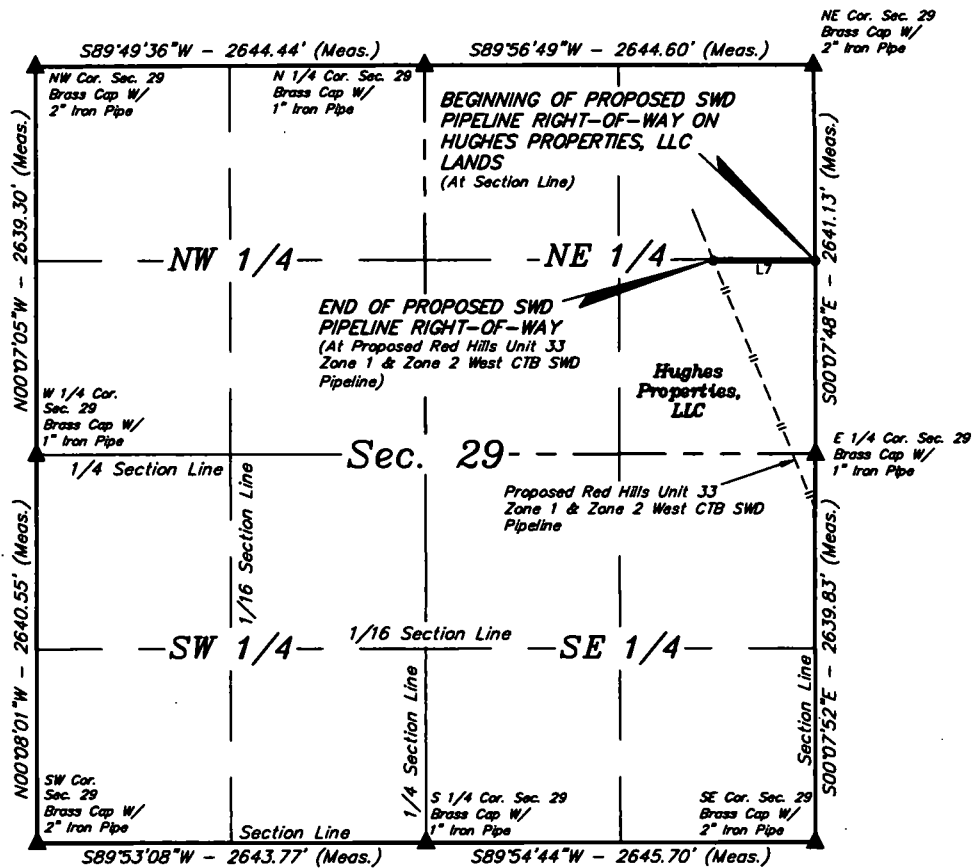 NE Cor. Sec. 29
Brass Cap W/
2" Iron Pipe
S89°49'36"W - 2644.44' (Meas.)
S89°56'49"W - 2644.60' (Meas.)
NW Cor. Sec. 29
Brass Cap W/
2" Iron Pipe
N 1/4 Cor. Sec. 29
Brass Cap W/
1" Iron Pipe
BEGINNING OF PROPOSED SWD
PIPELINE RIGHT-OF-WAY ON
HUGHES PROPERTIES, LLC
LANDS
(At Section Line)
N00°07'05"W - 2639.30' (Meas.)
S00°07'48"E - 2641.13' (Meas.)
NW 1/4
NE 1/4
L7
END OF PROPOSED SWD
PIPELINE RIGHT-OF-WAY
(At Proposed Red Hills Unit 33
Zone 1 & Zone 2 West CTB SWD
Pipeline)
Hughes
Properties,
LLC
W 1/4 Cor.
Sec. 29
Brass Cap W/
1" Iron Pipe
E 1/4 Cor. Sec. 29
Brass Cap W/
1" Iron Pipe
Sec. 29
1/4 Section Line
Proposed Red Hills Unit 33
Zone 1 & Zone 2 West CTB SWD
Pipeline
1/16 Section Line
N00°08'01"W - 2640.55' (Meas.)
S00°07'52"E - 2639.83' (Meas.)
1/16 Section Line
SW 1/4
SE 1/4
1/4 Section Line
Section Line
SW Cor.
Sec. 29
Brass Cap W/
2" Iron Pipe
S 1/4 Cor. Sec. 29
Brass Cap W/
1" Iron Pipe
SE Cor. Sec. 29
Brass Cap W/
2" Iron Pipe
Section Line
S89°53'08"W - 2643.77' (Meas.)
S89°54'44"W - 2645.70' (Meas.)